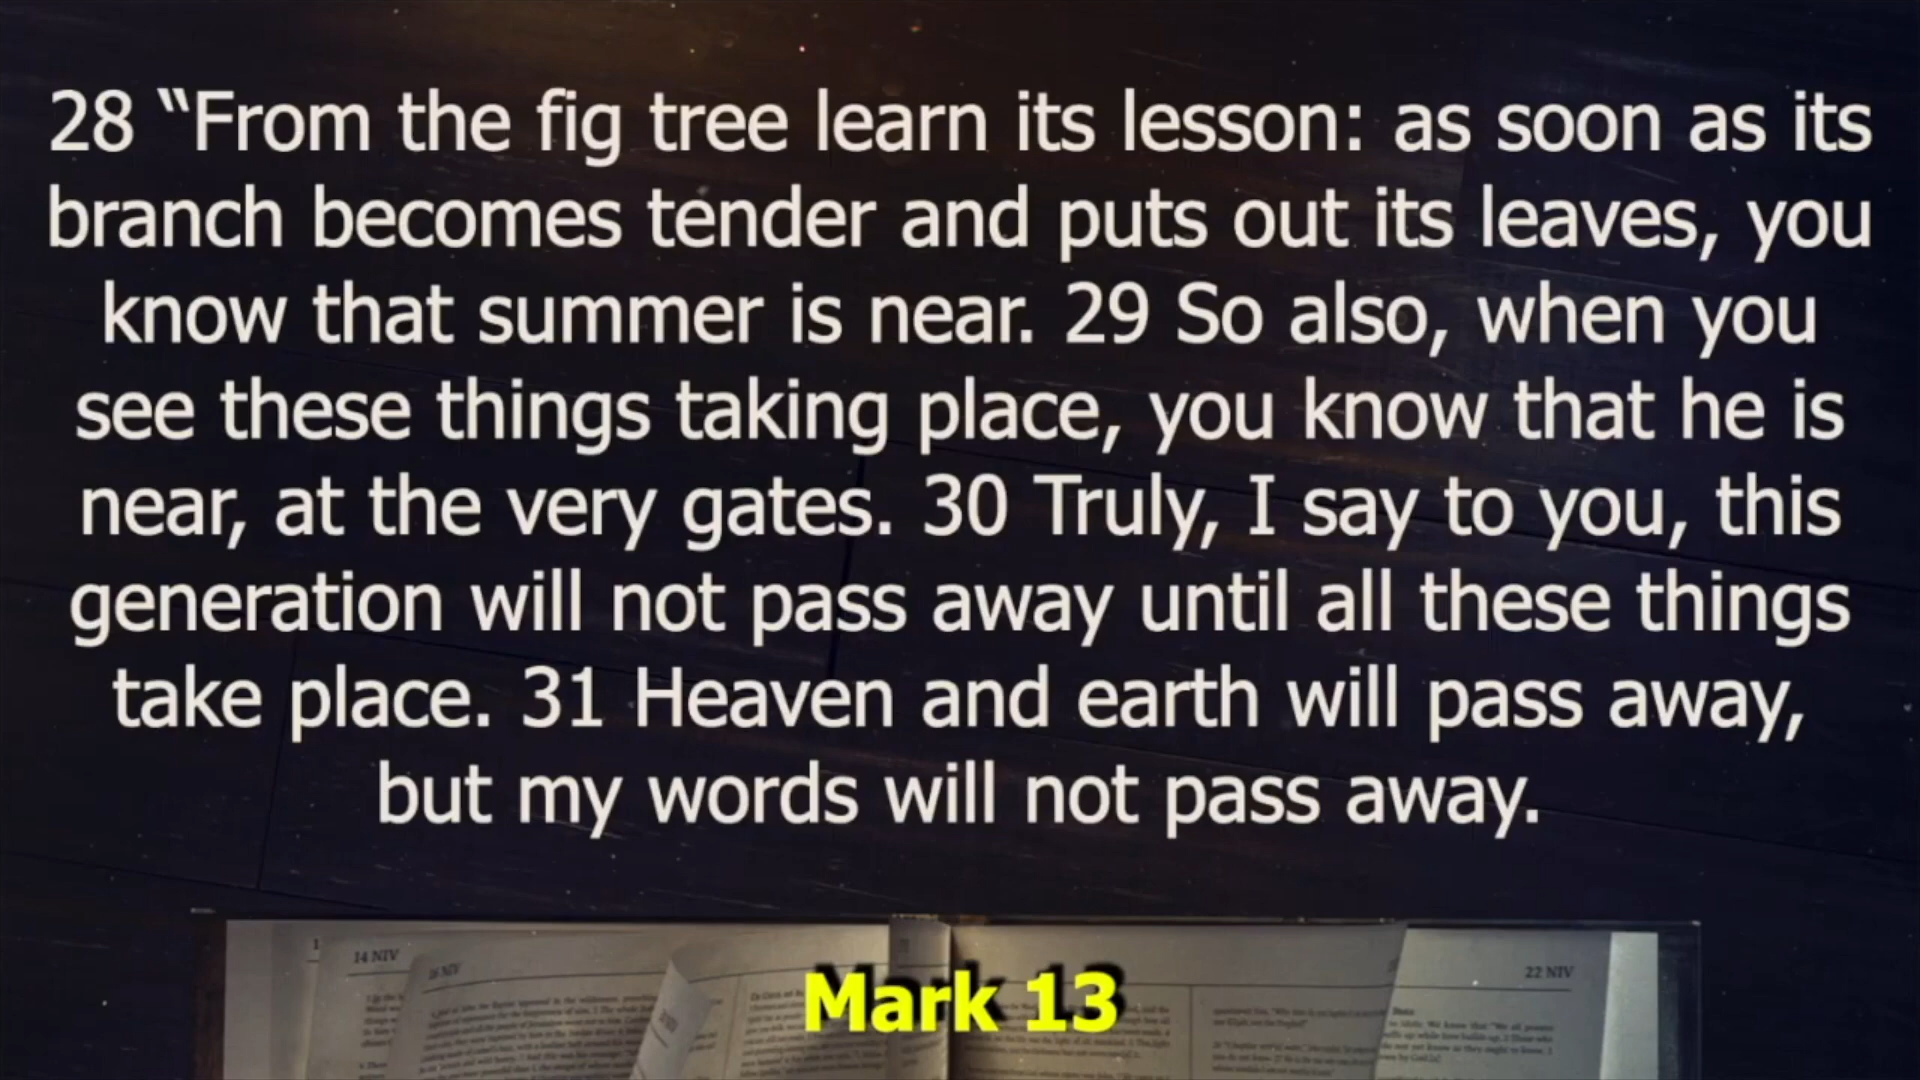 28 “From the fig tree learn its lesson: as soon as its
branch becomes tender and puts out its leaves, you
know that summer is near. 29 So also, when you
see these things taking place, you know that he is
near, at the very gates. 30 Truly, I say to you, this
generation will not pass away until all these things
take place. 31 Heaven and earth will pass away,
but my words will not pass away.
14 NIV
22 NIV
Mark 13